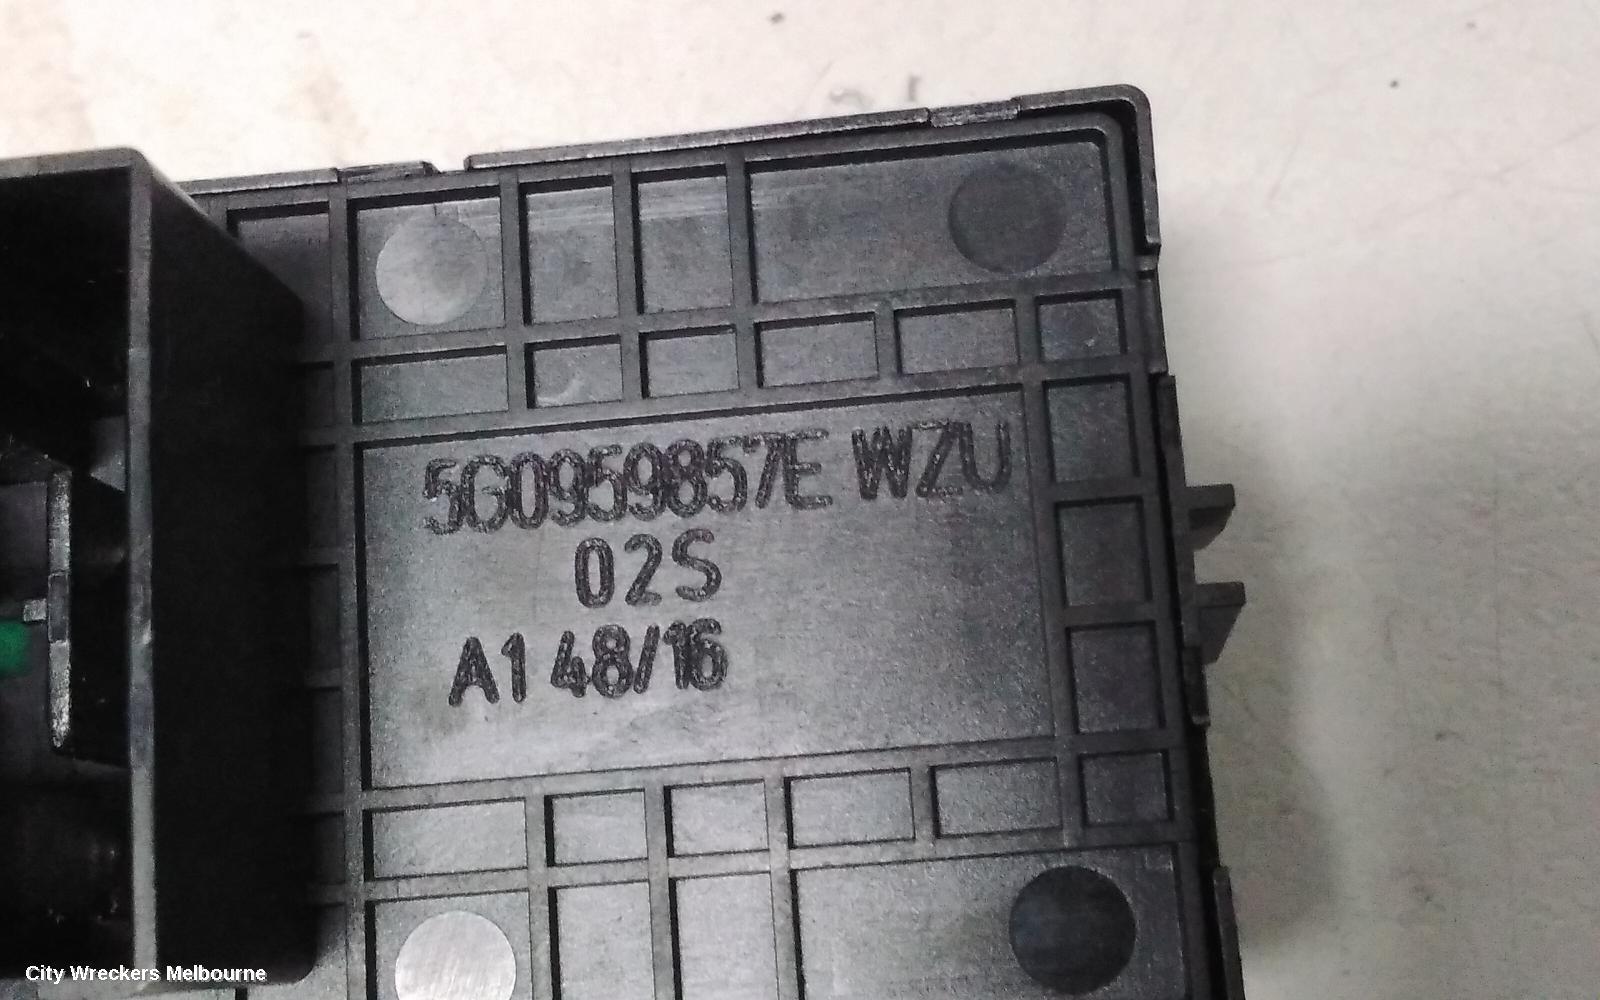 5G0959857E WZU
02S
A1 48/16
City Wreckers Melbourne